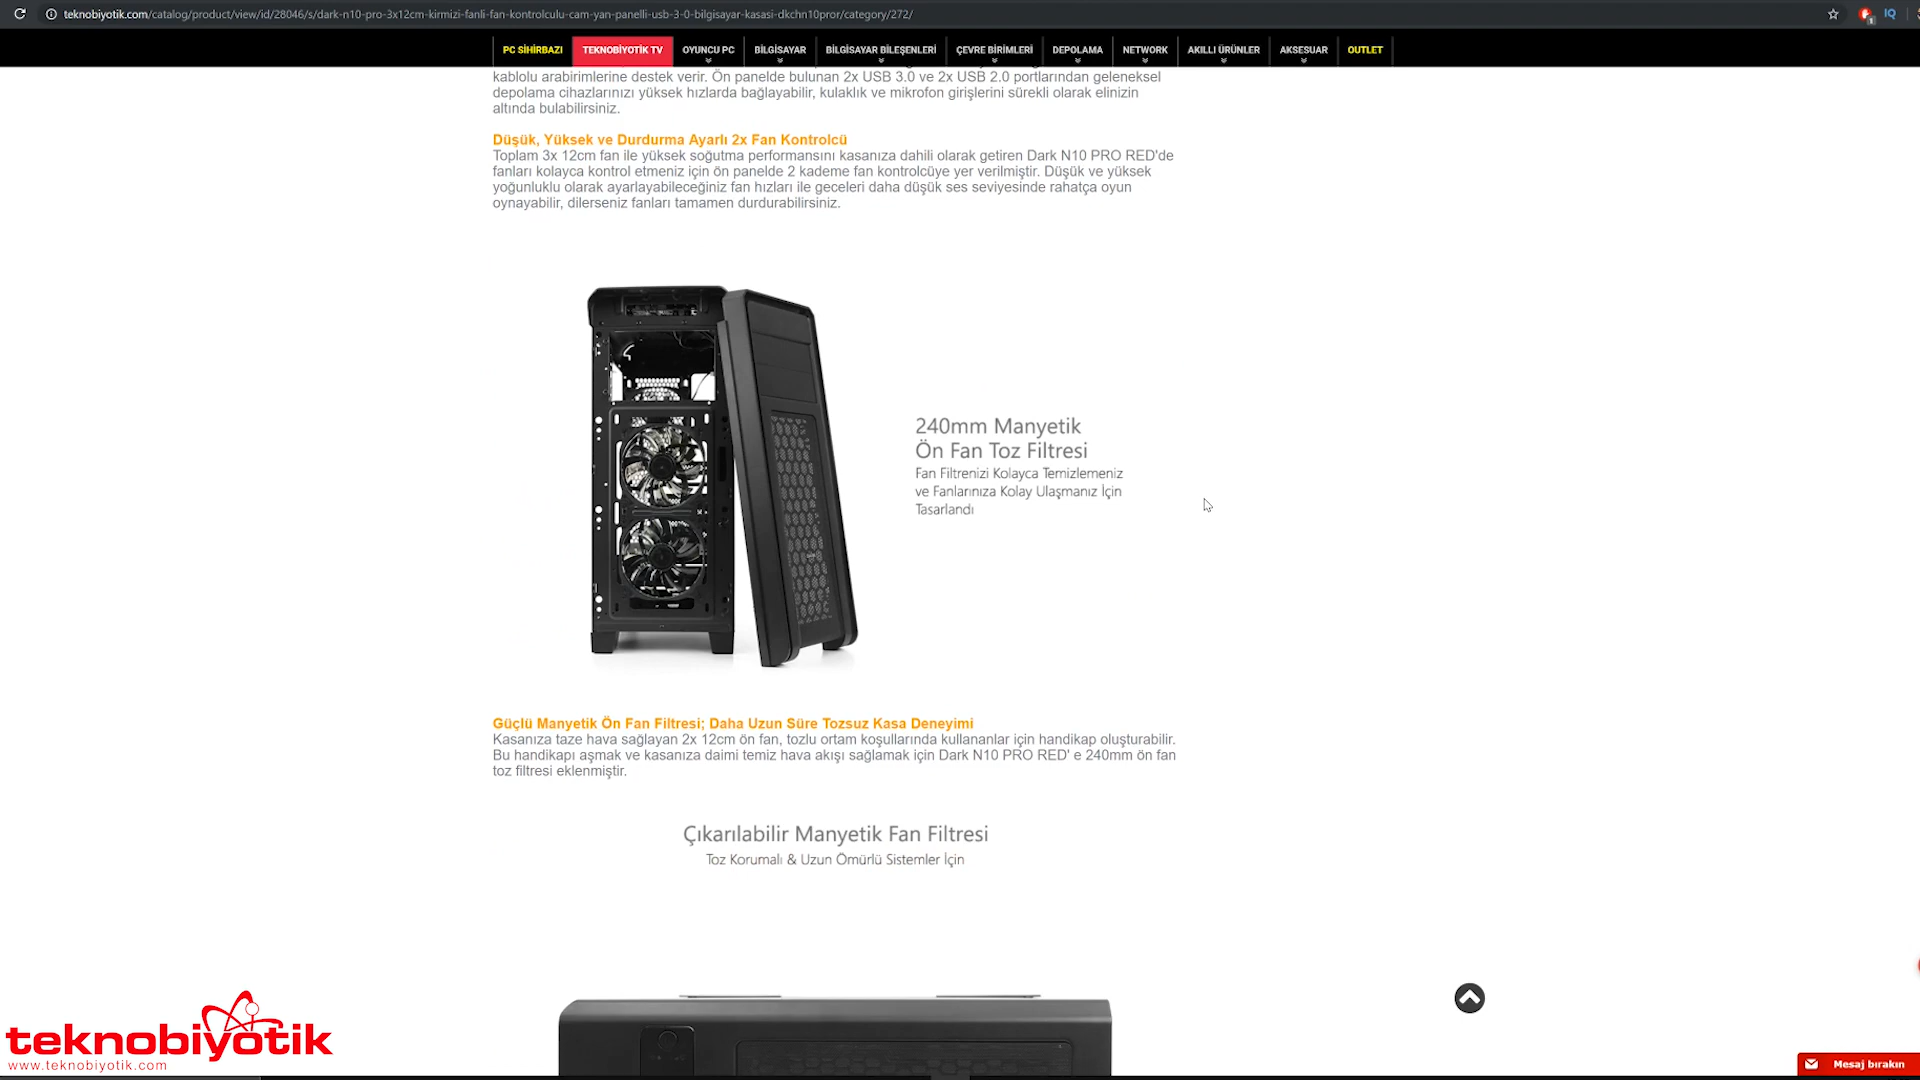 teknobiyotik.com/catalog/product/view/id/28046/s/dark-n10-pro-3x12cm-kirmizi-fanli-fan-kontrolculu-cam-yan-panelli-usb-3-0-bilgisayar-kasasi-dkchn10pror/category/272/
PC SİHİRBAZI TEKNOBİYOTİK TV OYUNCU PC BİLGİSAYAR BİLGİSAYAR BİLEŞENLERİ ÇEVRE BİRİMLERİ DEPOLAMA NETWORK AKILLI ÜRÜNLER AKSESUAR OUTLET
kablolu arabirimlerine destek verir. Ön panelde bulunan 2x USB 3.0 ve 2x USB 2.0 portlarından geleneksel
depolama cihazlarınızı yüksek hızlarda bağlayabilir, kulaklık ve mikrofon girişlerini sürekli olarak elinizin
altında bulabilirsiniz.
Düşük, Yüksek ve Durdurma Ayarlı 2x Fan Kontrolcü
Toplam 3x 12cm fan ile yüksek soğutma performansını kasanıza dahili olarak getiren Dark N10 PRO RED'de
fanları kolayca kontrol etmeniz için ön panelde 2 kademe fan kontrolcüye yer verilmiştir. Düşük ve yüksek
yoğunluklu olarak ayarlayabileceğiniz fan hızları ile geceleri daha düşük ses seviyesinde rahatça oyun
oynayabilir, dilerseniz fanları tamamen durdurabilirsiniz.
240mm Manyetik
Ön Fan Toz Filtresi
Fan Filtrenizi Kolayca Temizlemeniz
ve Fanlarınıza Kolay Ulaşmanız İçin
Tasarlandı
Güçlü Manyetik Ön Fan Filtresi; Daha Uzun Süre Tozsuz Kasa Deneyimi
Kasanıza taze hava sağlayan 2x 12cm ön fan, tozlu ortam koşullarında kullananlar için handikap oluşturabilir.
Bu handikapı aşmak ve kasanıza daimi temiz hava akışı sağlamak için Dark N10 PRO RED' e 240mm ön fan
toz filtresi eklenmiştir.
Çıkarılabilir Manyetik Fan Filtresi
Toz Korumalı & Uzun Ömürlü Sistemler İçin
teknobiyotik
www.teknobiyotik.com
Mesaj bırakın